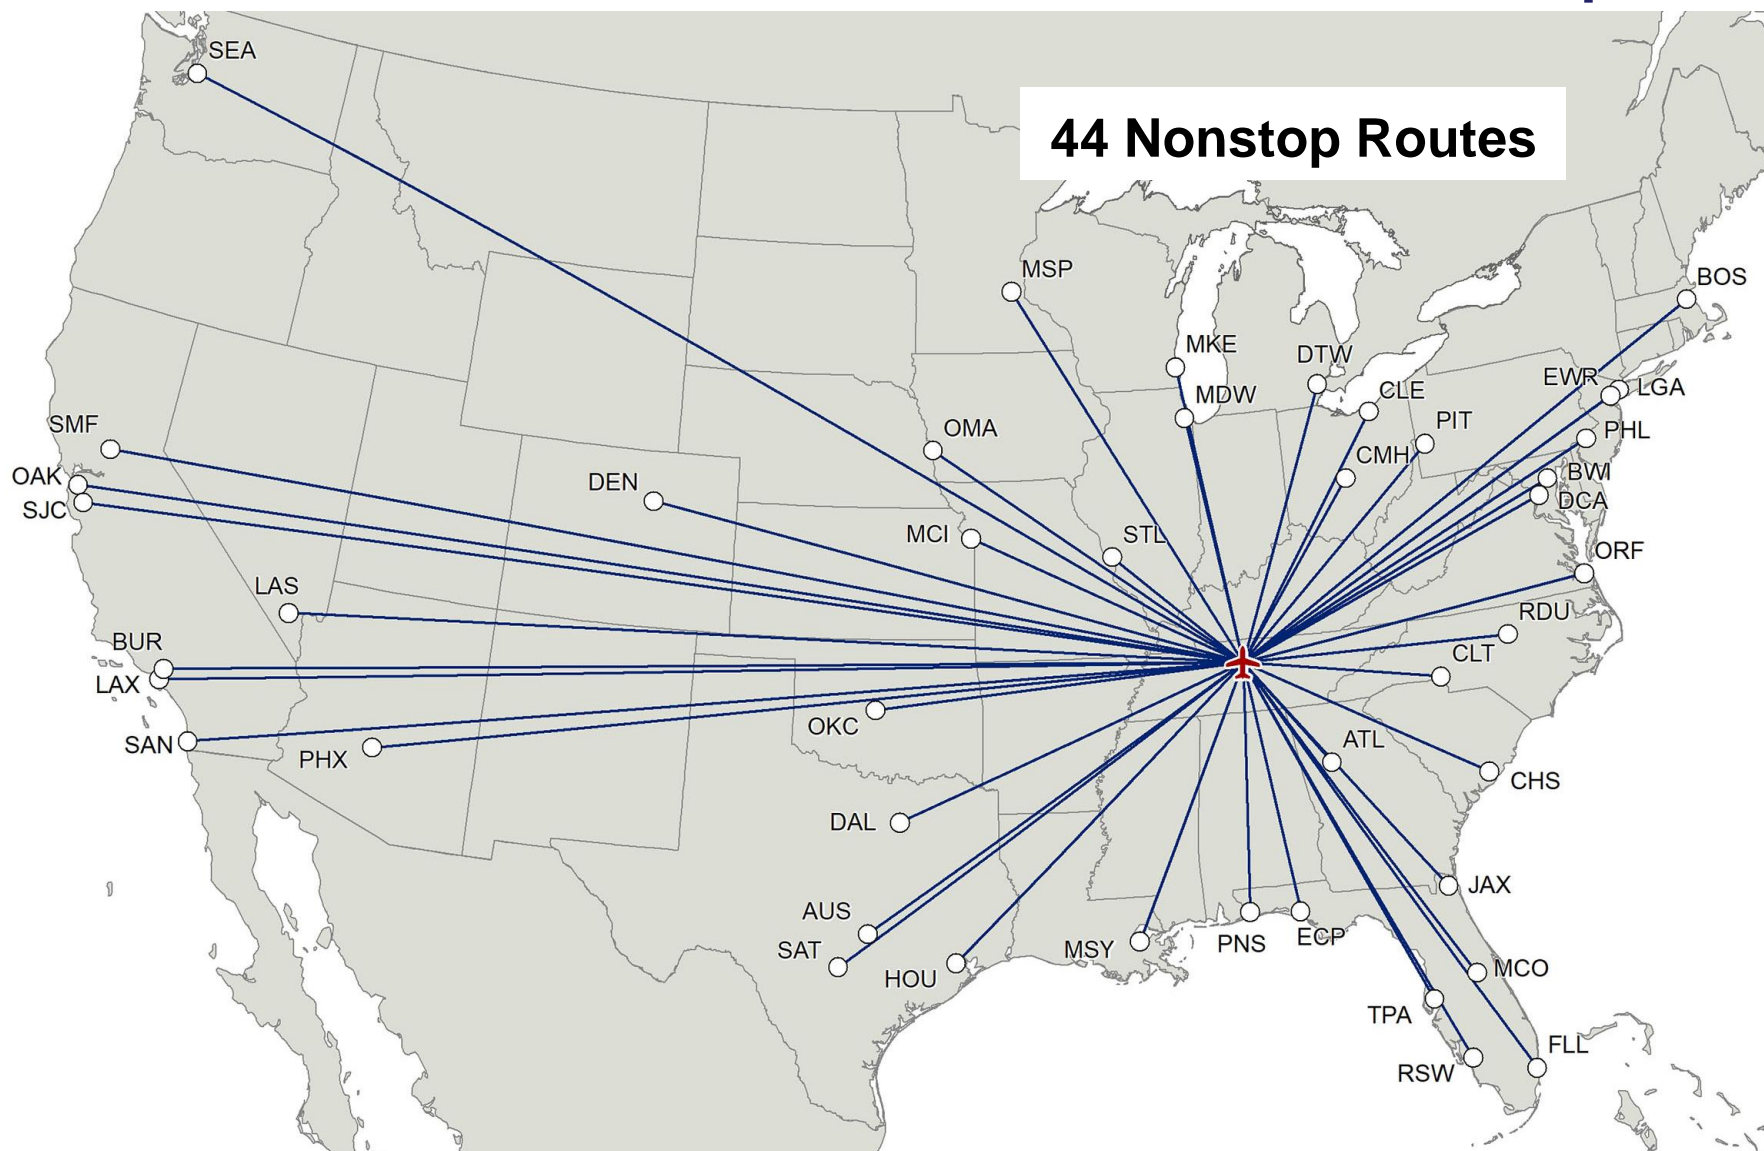 SEA
44 Nonstop Routes
MSP
BOS
MKE
DTW
EWR
LGA
MDW
CLE
SMF
OMA
PIT
PHL
CMH
OAK
DEN
BWI
SJC
DCA
MCI
STL
ORF
LAS
RDU
BUR
CLT
LAX
OKC
SAN
PHX
ATL
CHS
DAL
JAX
AUS
SAT
HOU
MSY
PNS
ECP
MCO
TPA
FLL
RSW